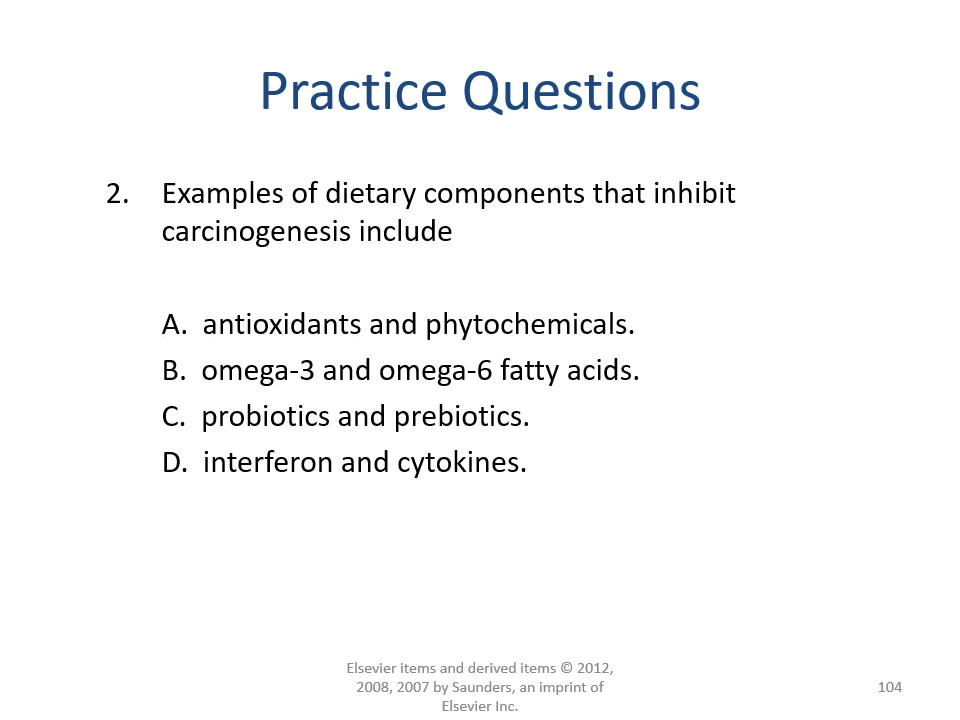 Practice Questions
2. Examples of dietary components that inhibit
carcinogenesis include
A. antioxidants and phytochemicals.
B. omega-3 and omega-6 fatty acids.
C. probiotics and prebiotics.
D. interferon and cytokines.
Elsevier items and derived items © 2012,
2008, 2007 by Saunders, an imprint of
Elsevier Inc.
104